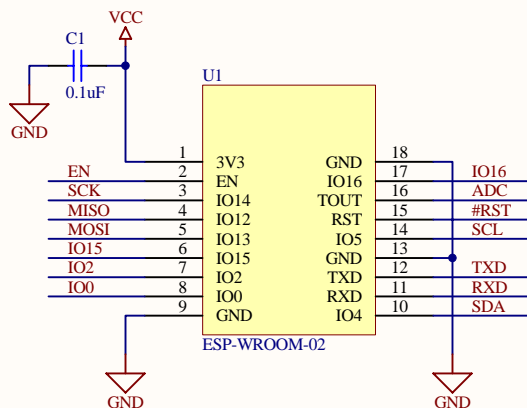 VCC
C1
0.1uF
GND
U1
1 3V3 GND 18
EN 2 EN IO16 17 IO16
SCK 3 IO14 TOUT 16 ADC
MISO 4 IO12 RST 15 #RST
MOSI 5 IO13 IO5 14 SCL
IO15 6 IO15 GND 13
IO2 7 IO2 TXD 12 TXD
IO0 8 IO0 RXD 11 RXD
9 GND IO4 10 SDA
ESP-WROOM-02
GND GND